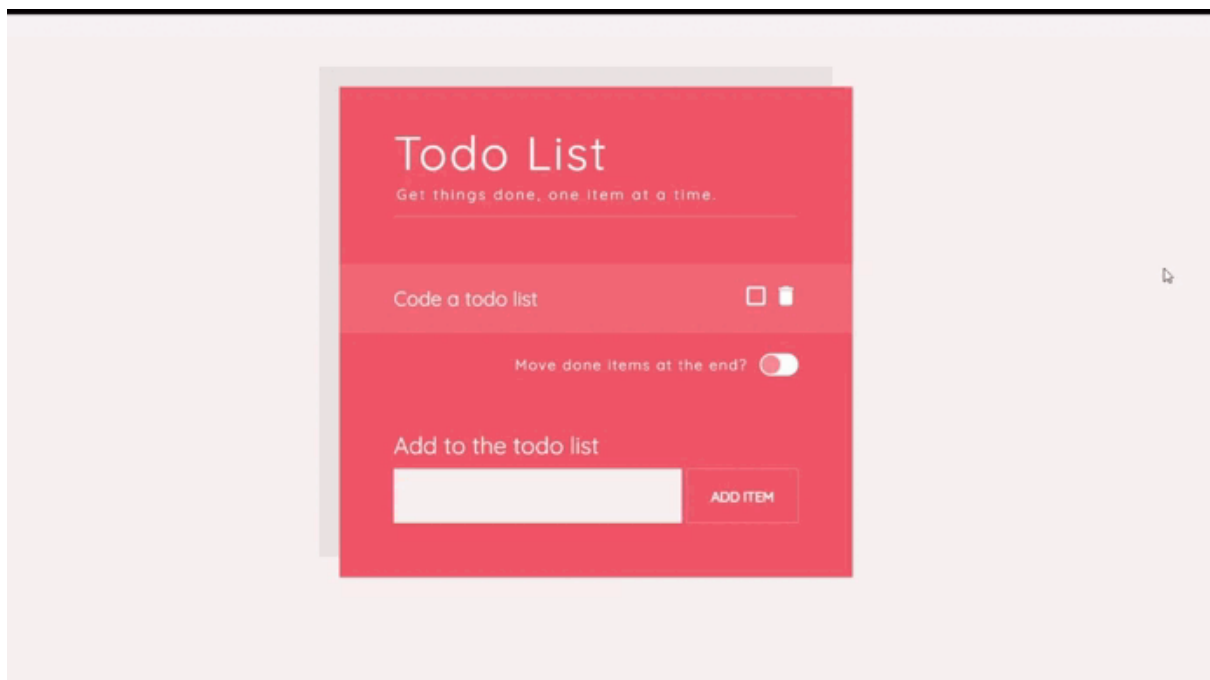 Todo List
Get things done, one item at a time.
Code a todo list
Move done items at the end?
Add to the todo list
ADD ITEM